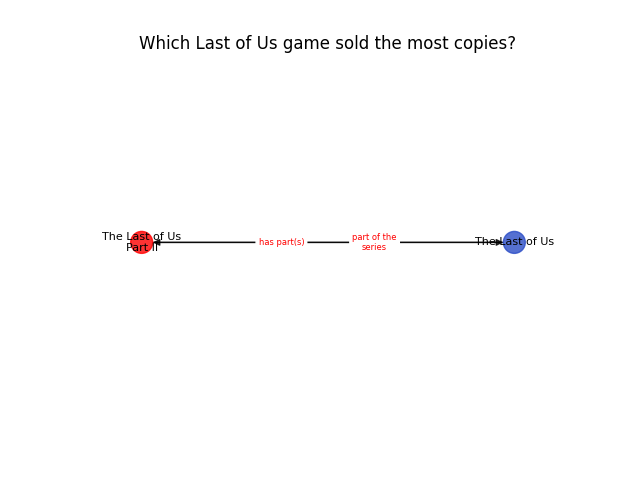 Which Last of Us game sold the most copies?
The Last of Us
Part II
has part(s)
part of the
series
The Last of Us